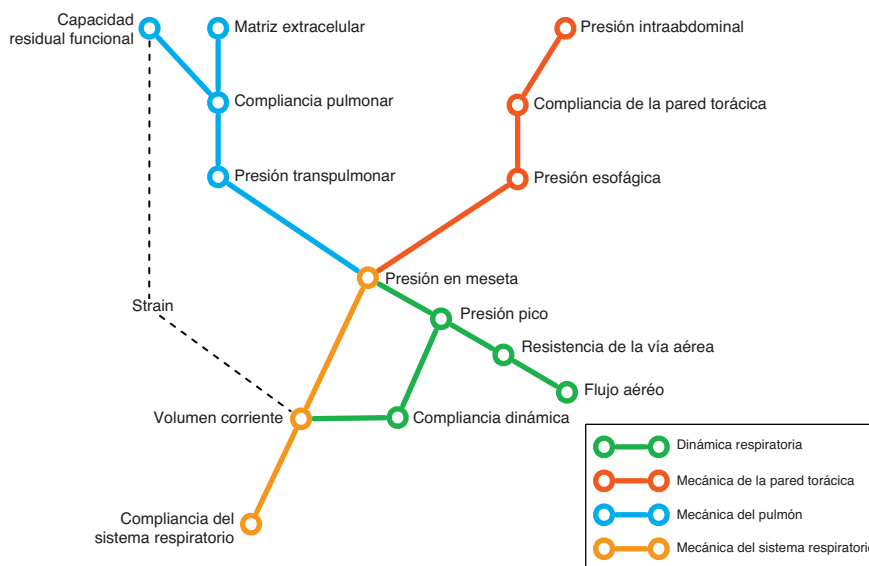 Capacidad
residual funcional
Matriz extracelular
Presión intraabdominal
Compliancia pulmonar
Compliancia de la pared torácica
Presión transpulmonar
Presión esofágica
Presión en meseta
Strain
Presión pico
Resistencia de la vía aérea
Flujo aéréo
Volumen corriente
Compliancia dinámica
Compliancia del
sistema respiratorio
Dinámica respiratoria
Mecánica de la pared torácica
Mecánica del pulmón
Mecánica del sistema respiratorio